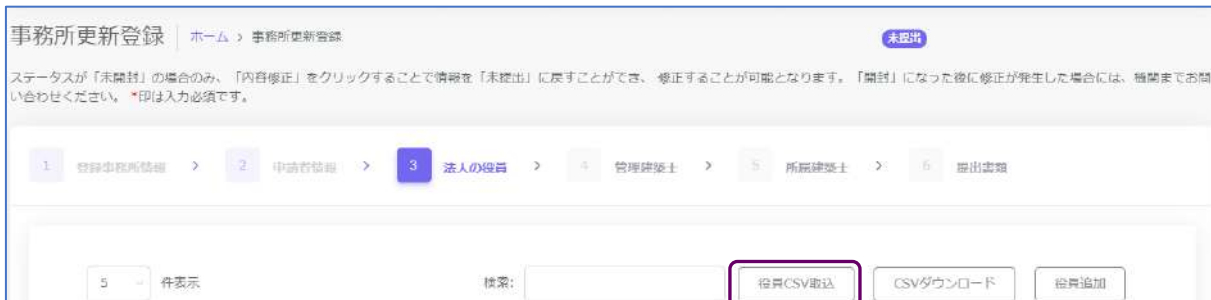 事務所更新登録 ホーム > 事務所更新登録 未提出
ステータスが「未開封」の場合のみ、「内容修正」をクリックすることで情報を「未提出」に戻すことができ、 修正することが可能となります。「開封」になった後に修正が発生した場合には、機関までお問
い合わせください。 *印は入力必須です。
1 登録事務所情報 > 2 申請者情報 > 3 法人の役員 > 4 管理建築士 > 5 所属建築士 > 6 提出書類
5 件表示 検索: 役員CSV取込 CSVダウンロード 役員追加